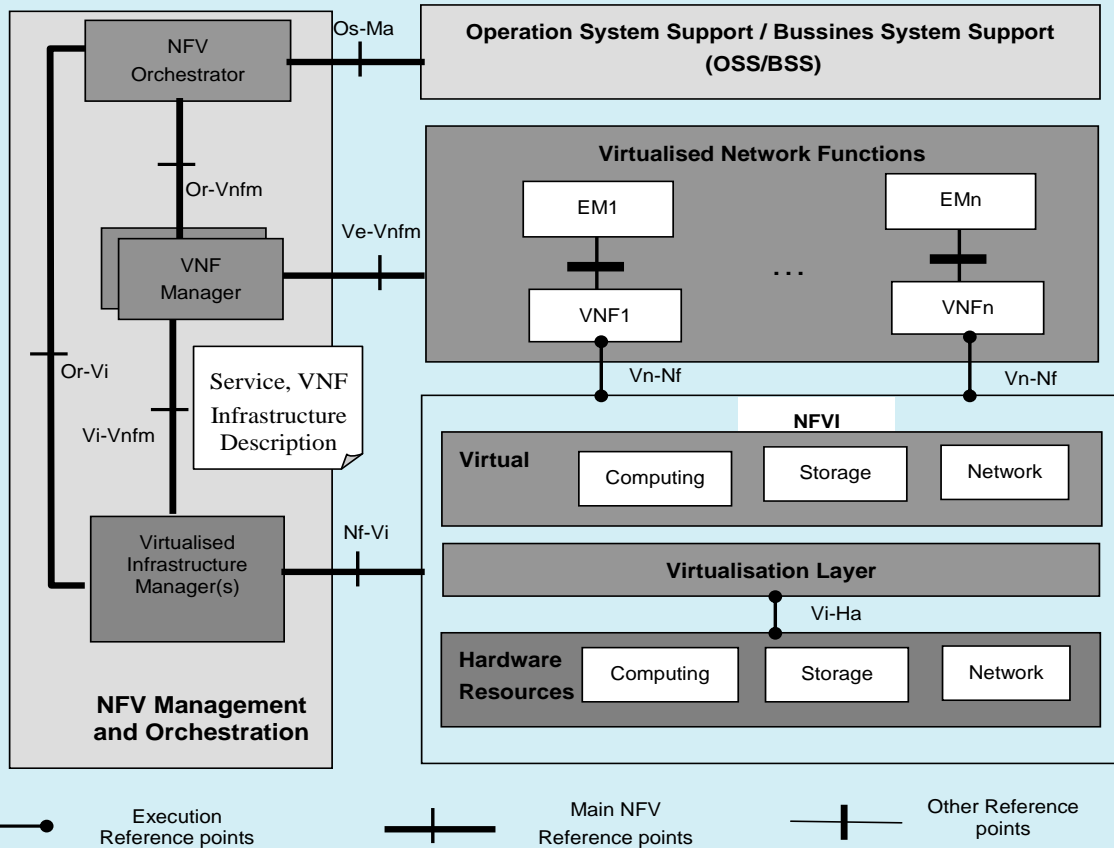 NFV
Orchestrator
Os-Ma
Operation System Support / Bussines System Support
(OSS/BSS)
Or-Vnfm
Virtualised Network Functions
EM1
EMn
Ve-Vnfm
VNF
Manager
...
VNF1
VNFn
Or-Vi
Vi-Vnfm
Service, VNF
Infrastructure
Description
Vn-Nf
Vn-Nf
NFVI
Virtual
Computing
Storage
Network
Virtualised
Infrastructure
Manager(s)
Nf-Vi
Virtualisation Layer
Vi-Ha
Hardware
Resources
Computing
Storage
Network
NFV Management
and Orchestration
Execution
Reference points
Main NFV
Reference points
Other Reference
points